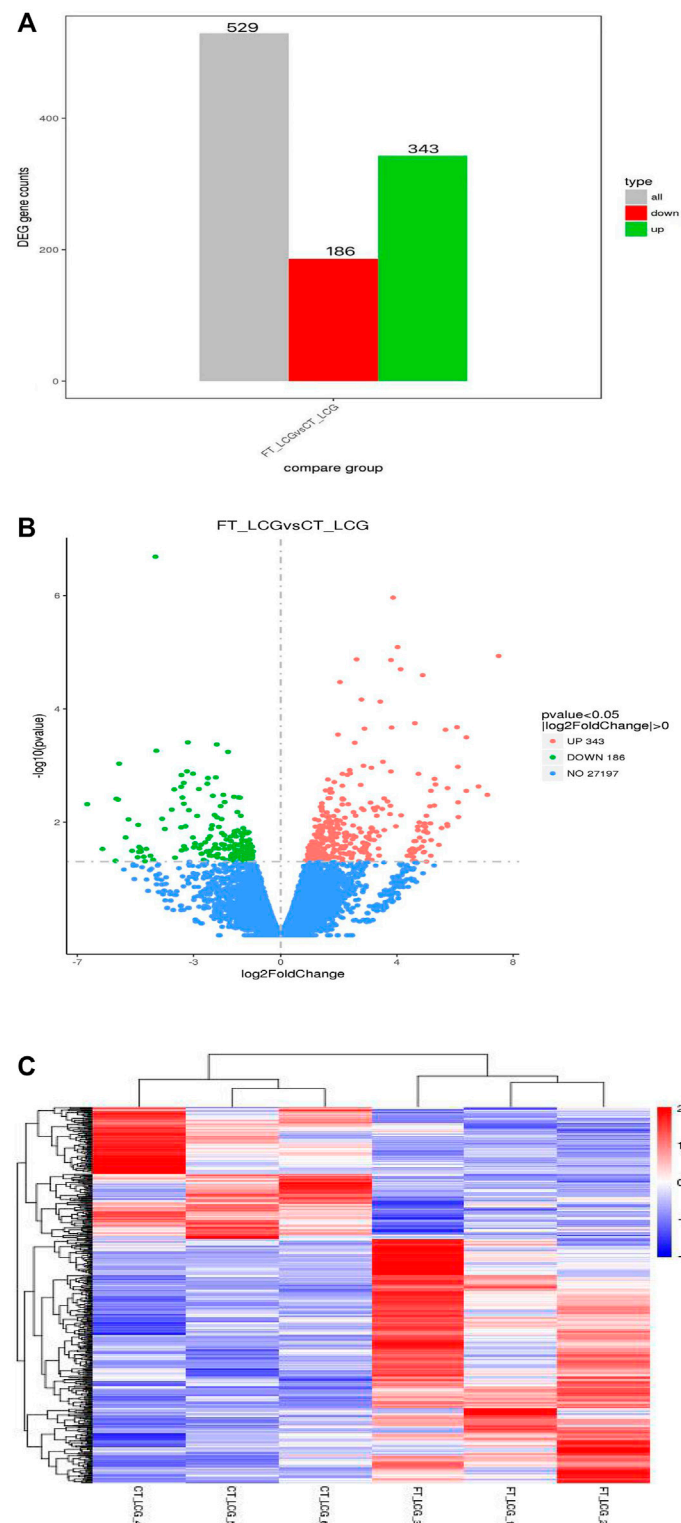 A
529
343
186
400
200
0
DEG gene counts
type
all
down
up
FT_LCGvsCT_LCG
compare group
B
FT_LCGvsCT_LCG
6
4
2
-log10(pvalue)
pvalue<0.05
|log2FoldChange|>0
UP 343
DOWN 186
NO 27197
-7
-3
0
4
8
log2FoldChange
C
2
1
0